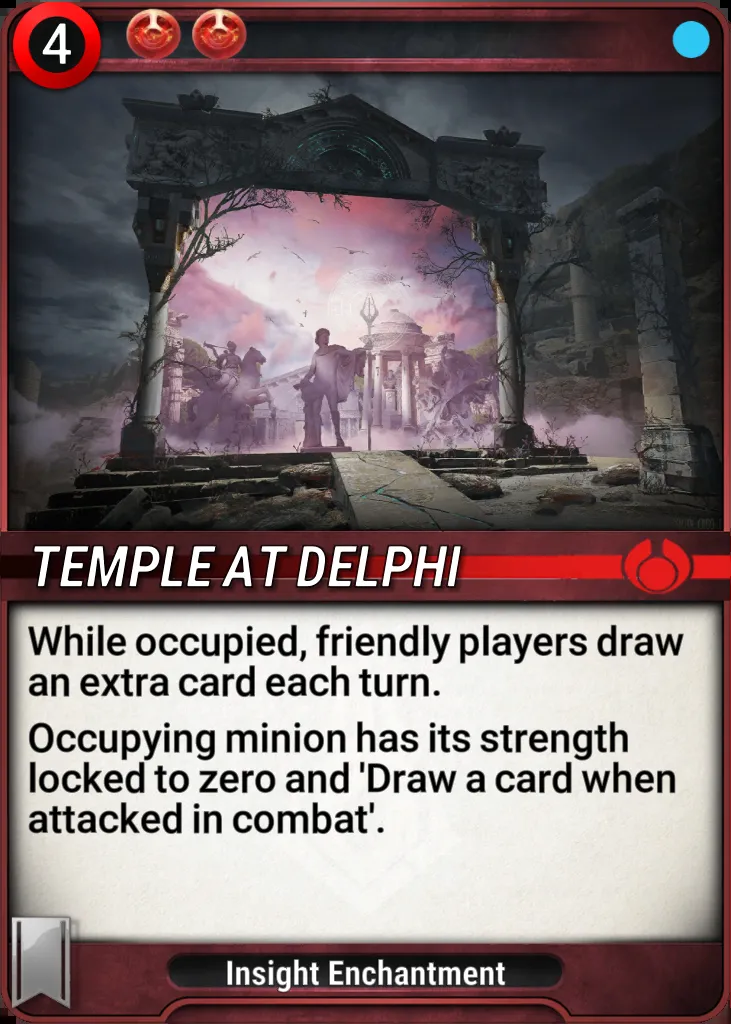 4
TEMPLE AT DELPHI
While occupied, friendly players draw
an extra card each turn.
Occupying minion has its strength
locked to zero and 'Draw a card when
attacked in combat'.
Insight Enchantment